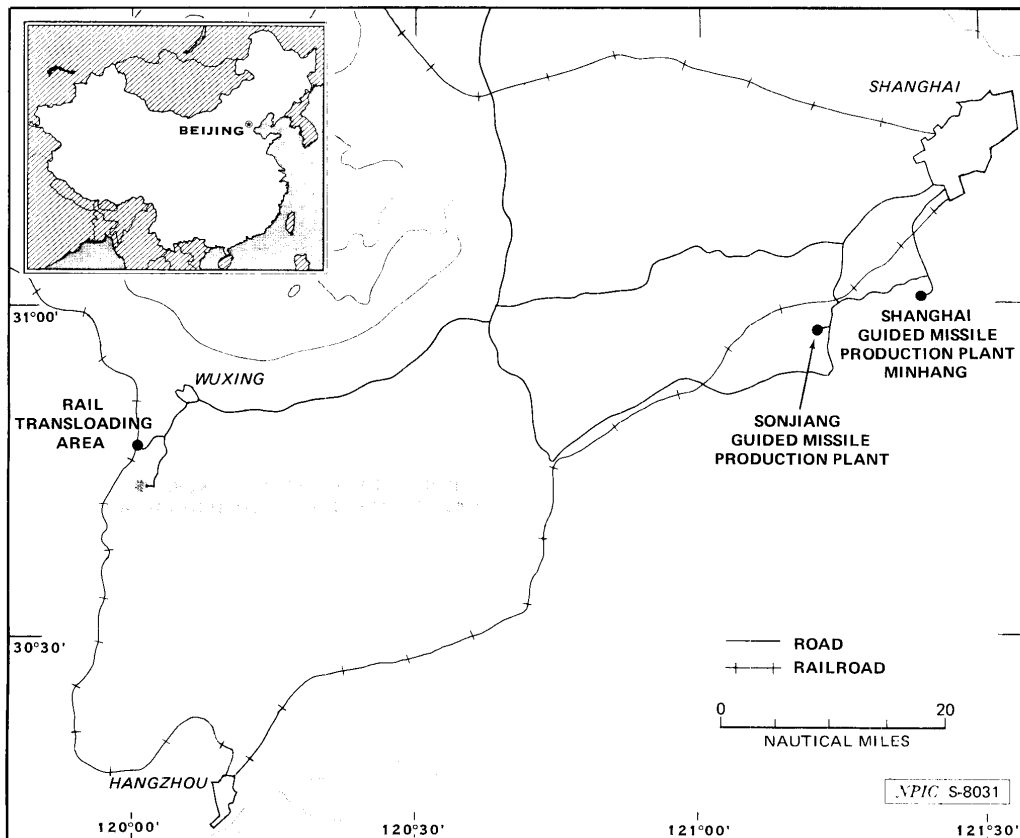 BEIJING
SHANGHAI
31°00'
SHANGHAI
GUIDED MISSILE
PRODUCTION PLANT
MINHANG
WUXING
RAIL
TRANSLOADING
AREA
SONJIANG
GUIDED MISSILE
PRODUCTION PLANT
30°30'
ROAD
RAILROAD
0 20
NAUTICAL MILES
HANGZHOU
NPIC S-8031
120°00' 120°30' 121°00' 121°30'